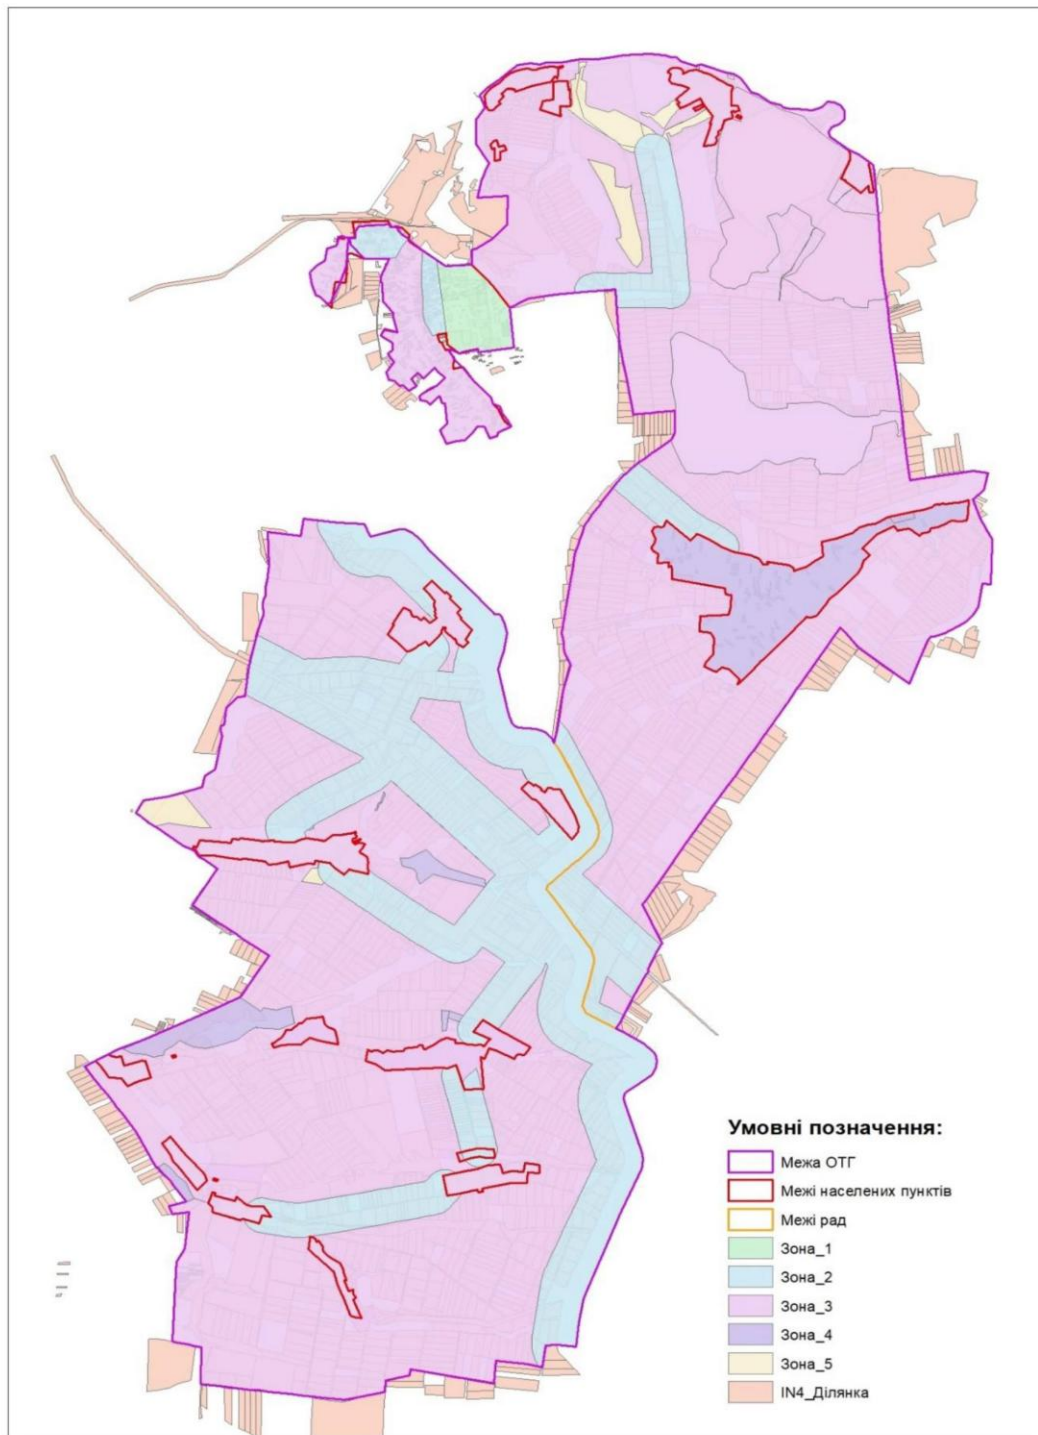 Умовні позначення:
Межа ОТГ
Межі населених пунктів
Межі рад
Зона_1
Зона_2
Зона_3
Зона_4
Зона_5
IN4_Ділянка